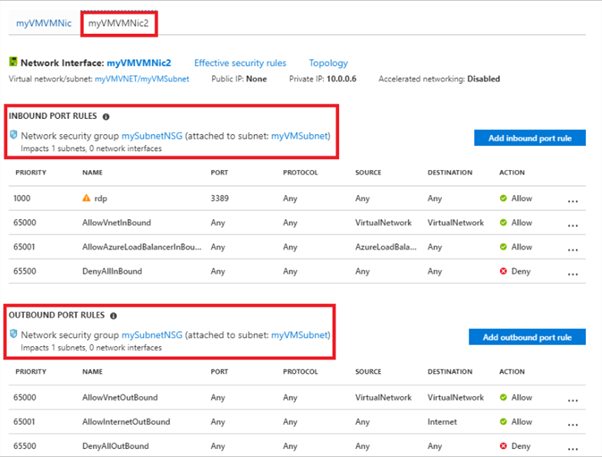 myVMVMNic myVMVMNic2
Network Interface: myVMVMNic2 Effective security rules Topology
Virtual network/subnet: myVMVNET/myVMSubnet Public IP: None Private IP: 10.0.0.6 Accelerated networking: Disabled
INBOUND PORT RULES
Network security group mySubnetNSG (attached to subnet: myVMSubnet)
Impacts 1 subnets, 0 network interfaces
Add inbound port rule
PRIORITY NAME PORT PROTOCOL SOURCE DESTINATION ACTION
1000 rdp 3389 Any Any Any Allow ...
65000 AllowVnetInBound Any Any VirtualNetwork VirtualNetwork Allow ...
65001 AllowAzureLoadBalancerInBou... Any Any AzureLoadBala... Any Allow ...
65500 DenyAllInBound Any Any Any Any Deny ...
OUTBOUND PORT RULES
Network security group mySubnetNSG (attached to subnet: myVMSubnet)
Impacts 1 subnets, 0 network interfaces
Add outbound port rule
PRIORITY NAME PORT PROTOCOL SOURCE DESTINATION ACTION
65000 AllowVnetOutBound Any Any VirtualNetwork VirtualNetwork Allow ...
65001 AllowInternetOutBound Any Any Any Internet Allow ...
65500 DenyAllOutBound Any Any Any Any Deny ...